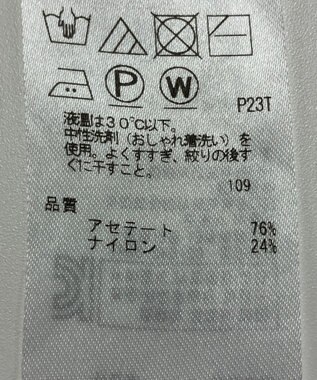 P W
P23T
液温は30℃以下。
中性洗剤（おしゃれ着洗い）を
使用。よくすすぎ、絞りの後す
ぐに干すこと。
109
品質
アセテート 76%
ナイロン 24%